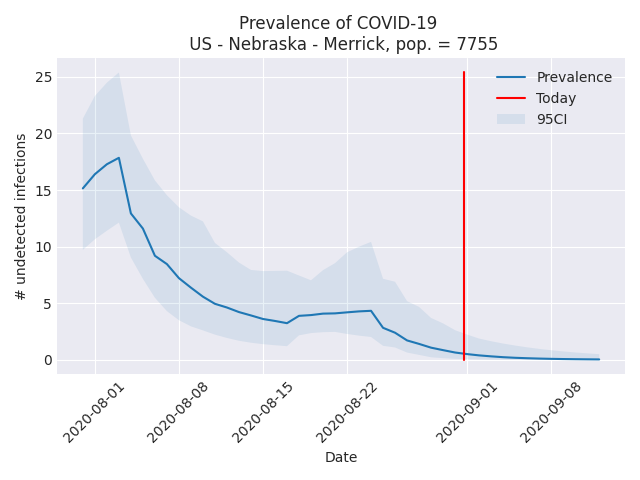 Prevalence of COVID-19
US - Nebraska - Merrick, pop. = 7755
Prevalence
Today
95CI
# undetected infections
25
20
15
10
5
0
2020-08-01
2020-08-08
2020-08-15
2020-08-22
2020-09-01
2020-09-08
Date